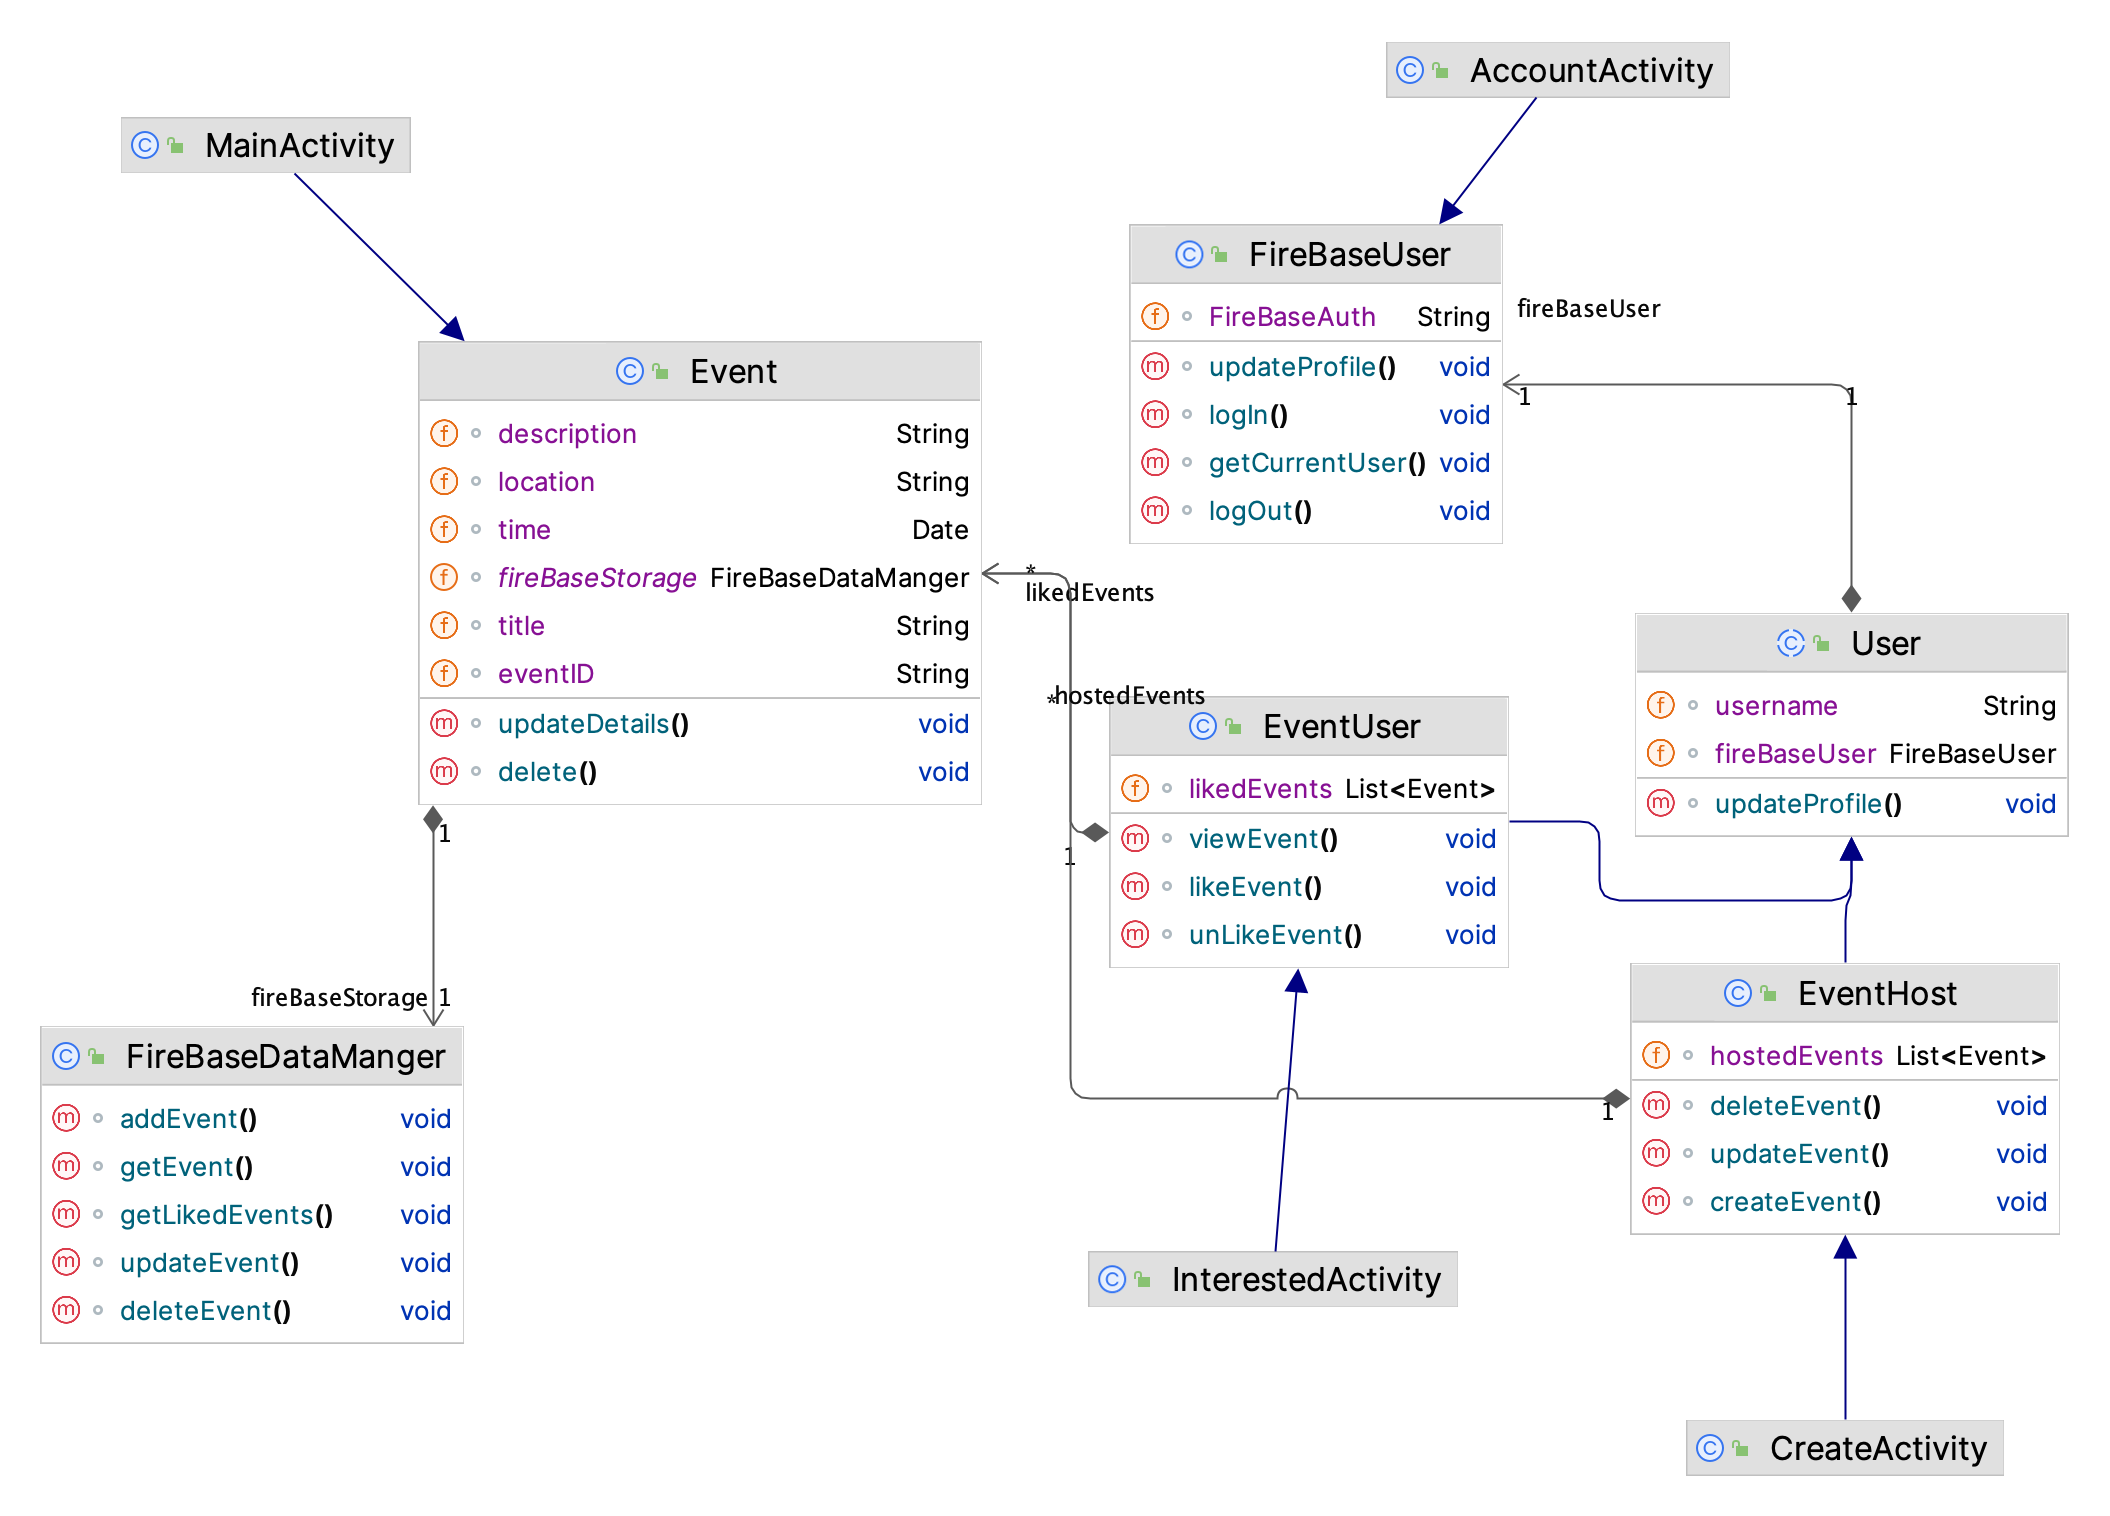 AccountActivity
MainActivity
FireBaseUser
FireBaseAuth String
updateProfile() void
logIn() void
getCurrentUser() void
logOut() void
fireBaseUser
1
1
Event
description String
location String
time Date
fireBaseStorage FireBaseDataManger
title String
eventID String
updateDetails() void
delete() void
*
likedEvents
*hostedEvents
EventUser
likedEvents List<Event>
viewEvent() void
likeEvent() void
unLikeEvent() void
1
User
username String
fireBaseUser FireBaseUser
updateProfile() void
1
fireBaseStorage 1
FireBaseDataManger
addEvent() void
getEvent() void
getLikedEvents() void
updateEvent() void
deleteEvent() void
EventHost
hostedEvents List<Event>
deleteEvent() void
updateEvent() void
createEvent() void
1
InterestedActivity
CreateActivity